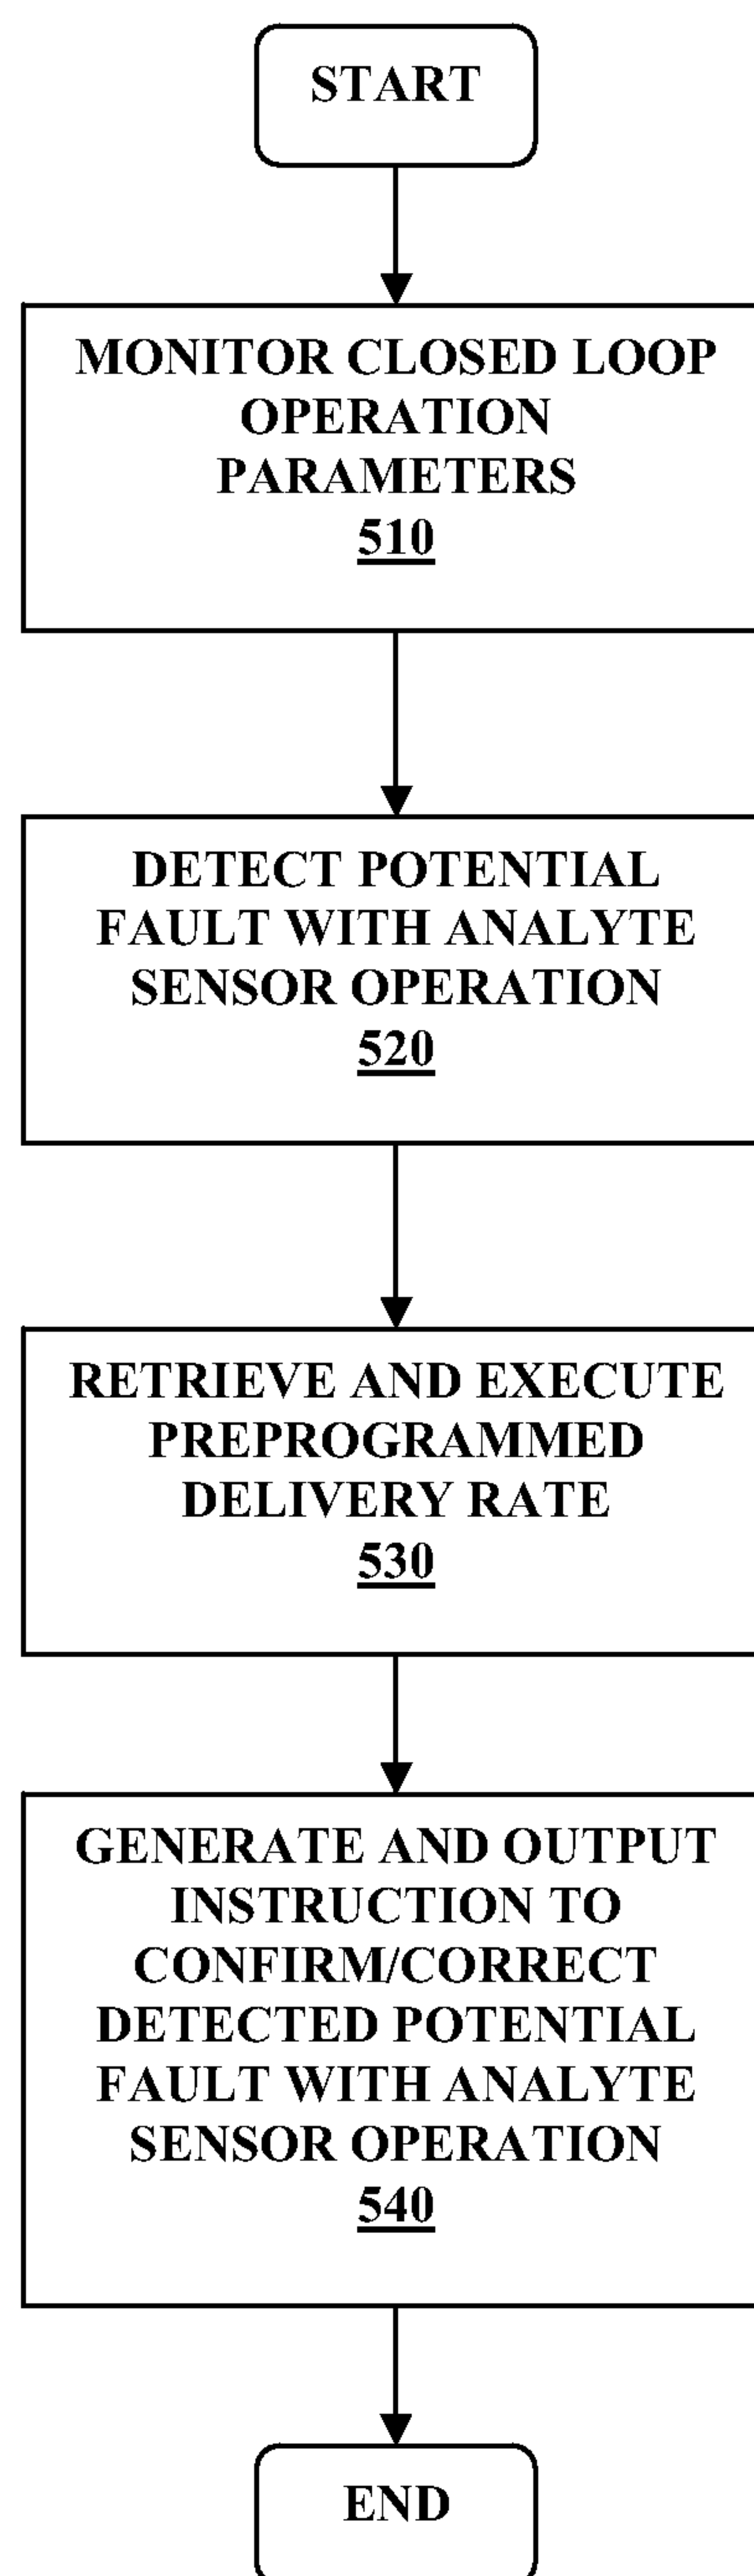 START
MONITOR CLOSED LOOP
OPERATION
PARAMETERS
510
DETECT POTENTIAL
FAULT WITH ANALYTE
SENSOR OPERATION
520
RETRIEVE AND EXECUTE
PREPROGRAMMED
DELIVERY RATE
530
GENERATE AND OUTPUT
INSTRUCTION TO
CONFIRM/CORRECT
DETECTED POTENTIAL
FAULT WITH ANALYTE
SENSOR OPERATION
540
END